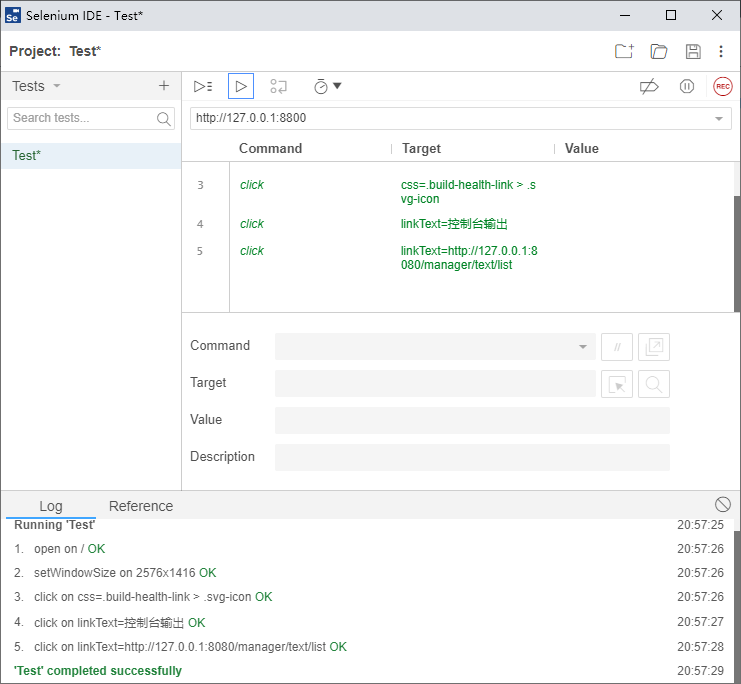 Selenium IDE - Test*
Project: Test*
Tests
REC
Search tests...
http://127.0.0.1:8800
Command Target Value
Test*
3 click css=.build-health-link > .s
vg-icon
4 click linkText=控制台输出
5 click linkText=http://127.0.0.1:8
080/manager/text/list
Command //
Target
Value
Description
Log Reference
Running 'Test' 20:57:25
1. open on / OK 20:57:26
2. setWindowSize on 2576x1416 OK 20:57:26
3. click on css=.build-health-link > .svg-icon OK 20:57:26
4. click on linkText=控制台输出 OK 20:57:27
5. click on linkText=http://127.0.0.1:8080/manager/text/list OK 20:57:28
'Test' completed successfully 20:57:29